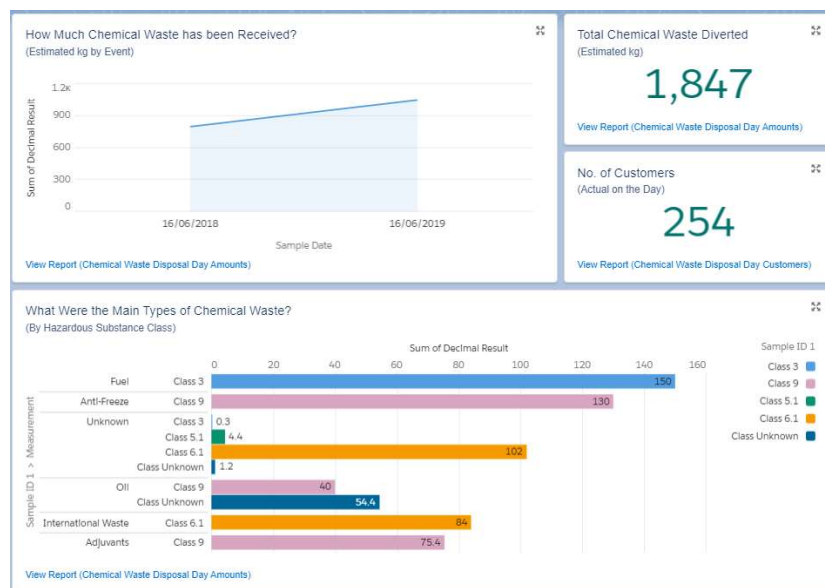 How Much Chemical Waste has been Received?
(Estimated kg by Event)
Sum of Decimal Result
1.2K
900
600
300
0
16/06/2018 16/06/2019
Sample Date
View Report (Chemical Waste Disposal Day Amounts)
Total Chemical Waste Diverted
(Estimated kg)
1,847
View Report (Chemical Waste Disposal Day Amounts)
No. of Customers
(Actual on the Day)
254
View Report (Chemical Waste Disposal Day Customers)
What Were the Main Types of Chemical Waste?
(By Hazardous Substance Class)
Sum of Decimal Result
0 20 40 60 80 100 120 140 160
Sample ID 1 > Measurement
Fuel Class 3 150
Anti-Freeze Class 9 130
Unknown Class 3 0.3
Class 5.1 4.4
Class 6.1 102
Class Unknown 1.2
Oil Class 9 40
Class Unknown 54.4
International Waste Class 6.1 84
Adjuvants Class 9 75.4
Sample ID 1
Class 3
Class 9
Class 5.1
Class 6.1
Class Unknown
View Report (Chemical Waste Disposal Day Amounts)